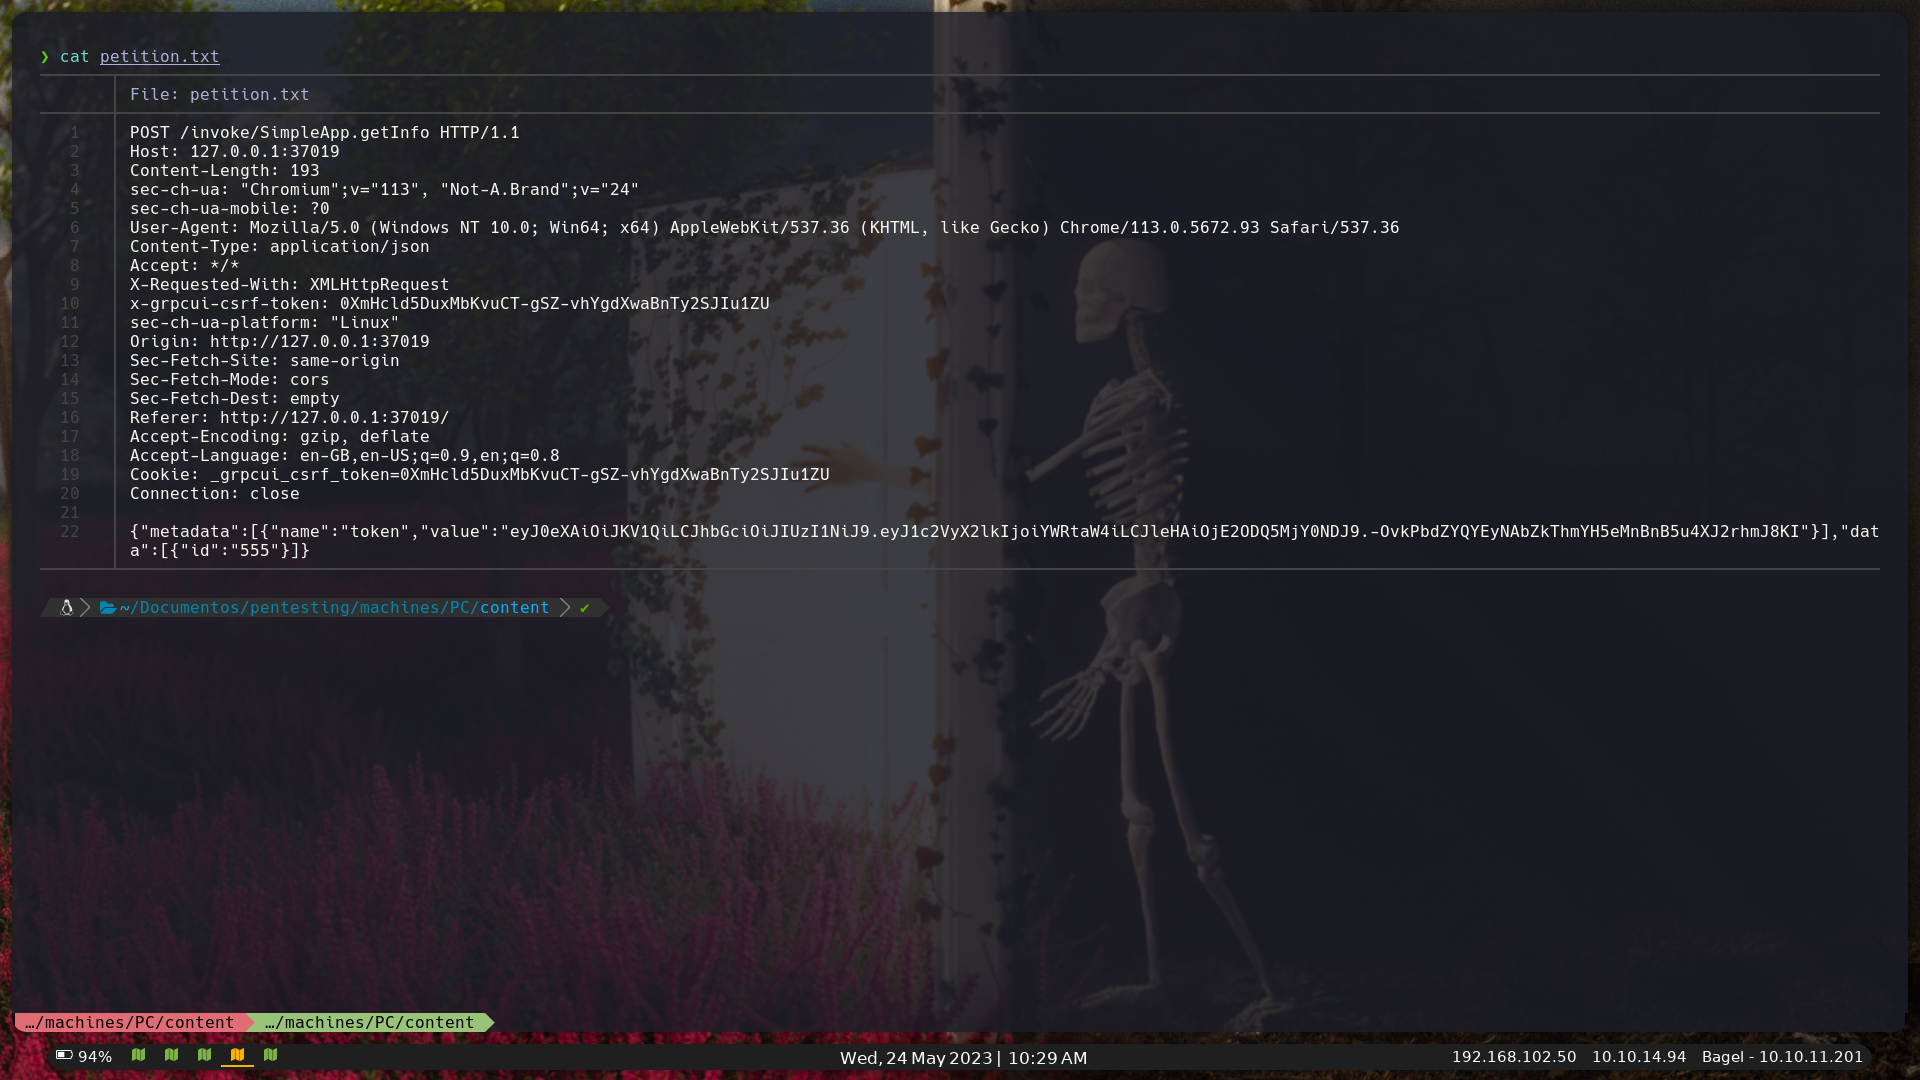 ❯ cat petition.txt
File: petition.txt
1 POST /invoke/SimpleApp.getInfo HTTP/1.1
2 Host: 127.0.0.1:37019
3 Content-Length: 193
4 sec-ch-ua: "Chromium";v="113", "Not-A.Brand";v="24"
5 sec-ch-ua-mobile: ?0
6 User-Agent: Mozilla/5.0 (Windows NT 10.0; Win64; x64) AppleWebKit/537.36 (KHTML, like Gecko) Chrome/113.0.5672.93 Safari/537.36
7 Content-Type: application/json
8 Accept: */*
9 X-Requested-With: XMLHttpRequest
10 x-grpcui-csrf-token: 0XmHcld5DuxMbKvuCT-gSZ-vhYgdXwaBnTy2SJIu1ZU
11 sec-ch-ua-platform: "Linux"
12 Origin: http://127.0.0.1:37019
13 Sec-Fetch-Site: same-origin
14 Sec-Fetch-Mode: cors
15 Sec-Fetch-Dest: empty
16 Referer: http://127.0.0.1:37019/
17 Accept-Encoding: gzip, deflate
18 Accept-Language: en-GB,en-US;q=0.9,en;q=0.8
19 Cookie: _grpcui_csrf_token=0XmHcld5DuxMbKvuCT-gSZ-vhYgdXwaBnTy2SJIu1ZU
20 Connection: close
21
22 {"metadata":[{"name":"token","value":"eyJ0eXAiOiJKV1QiLCJhbGciOiJIUzI1NiJ9.eyJ1c2VyX2lkIjoiYWRtaW4iLCJleHAiOjE2ODQ5MjY0NDJ9.-OvkPbdZYQYEyNAbZkThmYH5eMnBnB5u4XJ2rhmJ8KI"}],"dat
a":[{"id":"555"}]}
~/Documentos/pentesting/machines/PC/content ✔
…/machines/PC/content …/machines/PC/content
94% Wed, 24 May 2023 | 10:29 AM 192.168.102.50 10.10.14.94 Bagel - 10.10.11.201